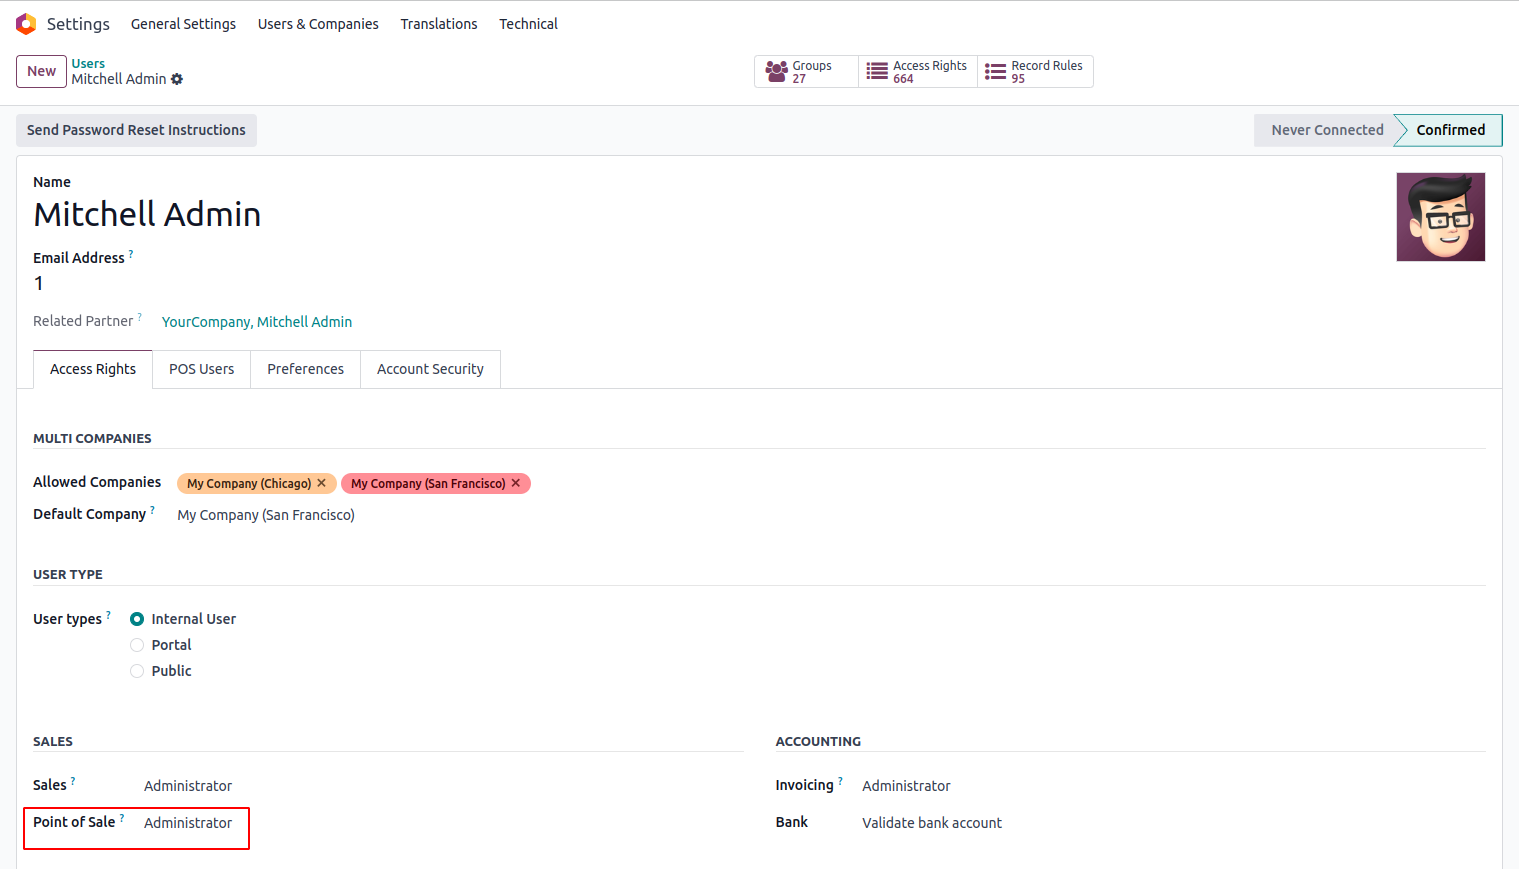 Settings General Settings Users & Companies Translations Technical
New Users
Mitchell Admin
Groups
27
Access Rights
664
Record Rules
95
Send Password Reset Instructions
Never Connected Confirmed
Name
Mitchell Admin
Email Address ?
1
Related Partner ? YourCompany, Mitchell Admin
Access Rights POS Users Preferences Account Security
MULTI COMPANIES
Allowed Companies My Company (Chicago) × My Company (San Francisco) ×
Default Company ? My Company (San Francisco)
USER TYPE
User types ? Internal User
Portal
Public
SALES
Sales ? Administrator
Point of Sale ? Administrator
ACCOUNTING
Invoicing ? Administrator
Bank Validate bank account